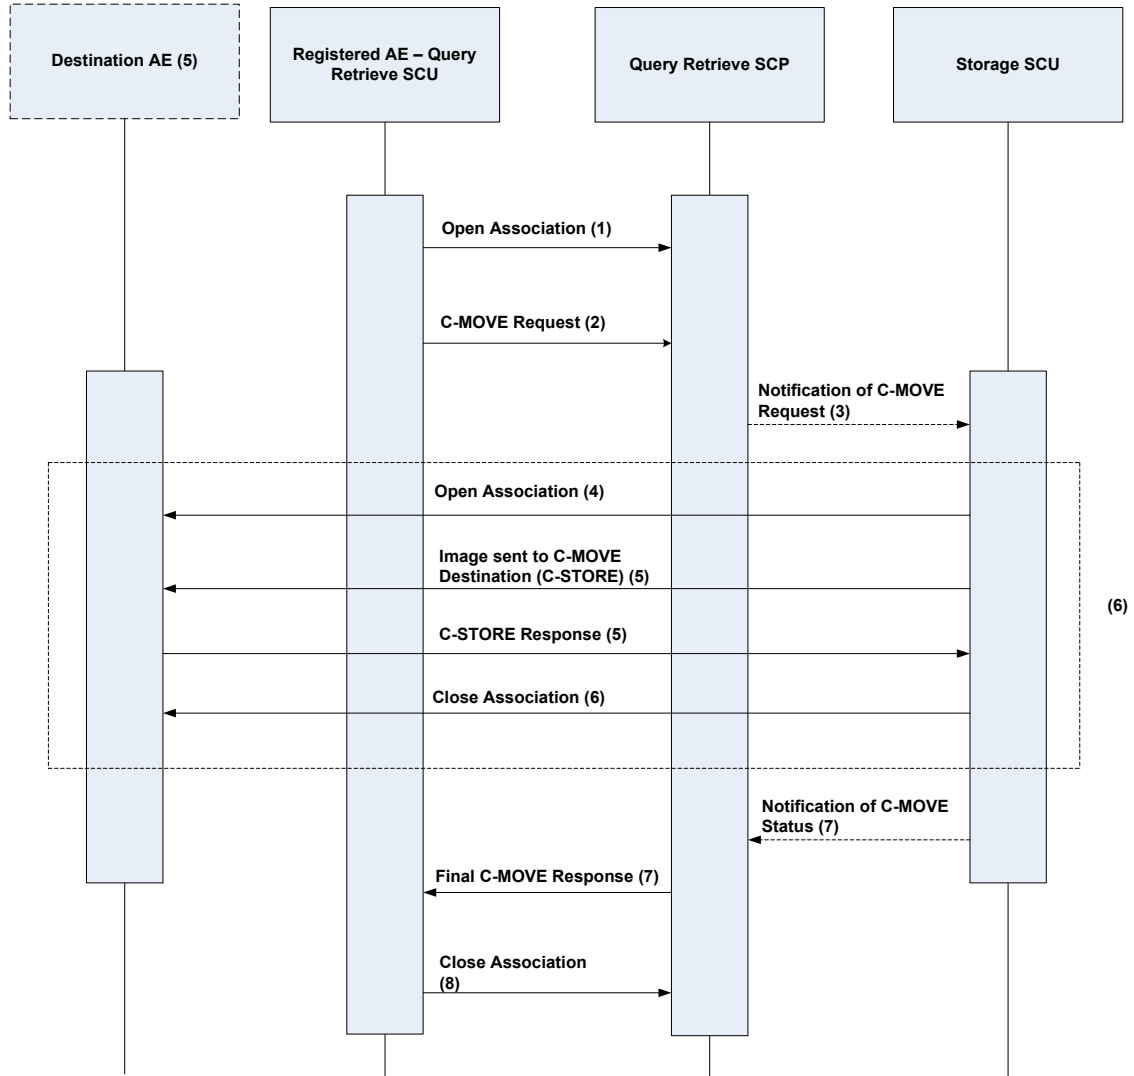 Destination AE (5)
Registered AE – Query
Retrieve SCU
Query Retrieve SCP
Storage SCU
Open Association (1)
C-MOVE Request (2)
Notification of C-MOVE
Request (3)
Open Association (4)
Image sent to C-MOVE
Destination (C-STORE) (5)
(6)
C-STORE Response (5)
Close Association (6)
Notification of C-MOVE
Status (7)
Final C-MOVE Response (7)
Close Association
(8)